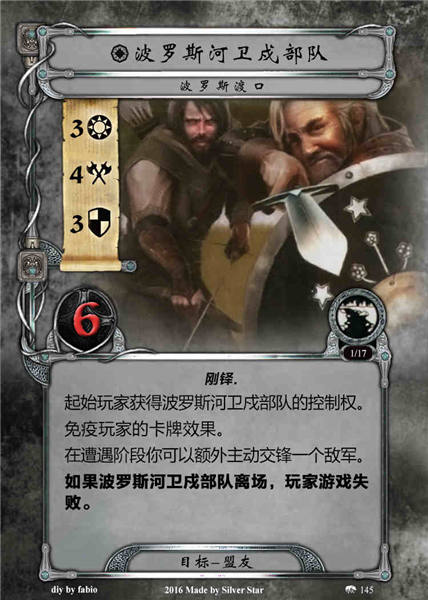 波罗斯河卫戍部队
波罗斯渡口
3
4
3
6
1/17
刚铎.
起始玩家获得波罗斯河卫戍部队的控制权。
免疫玩家的卡牌效果。
在遭遇阶段你可以额外主动交锋一个敌军。
如果波罗斯河卫戍部队离场，玩家游戏失
败。
目标–盟友
diy by fabio
2016 Made by Silver Star
145